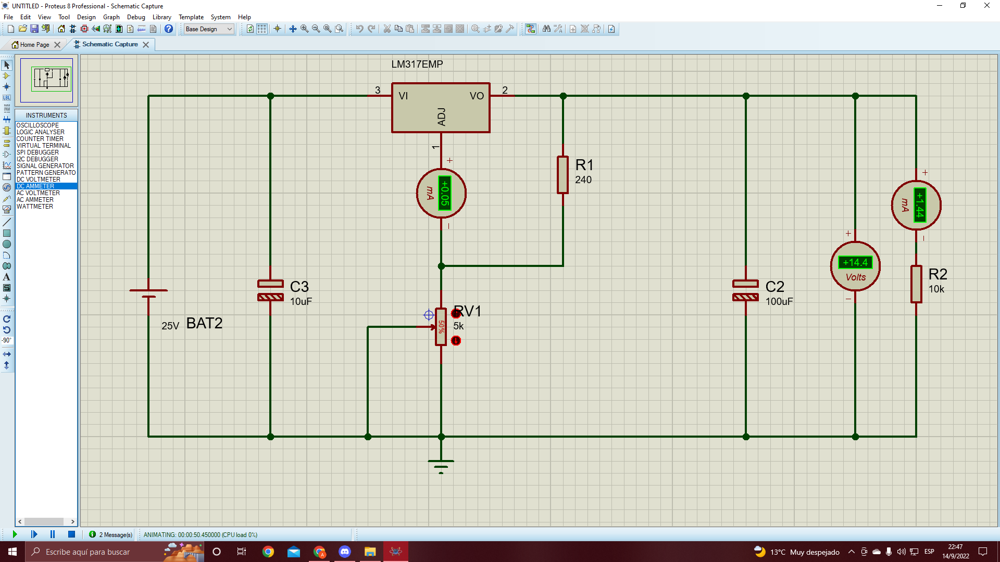 UNTITLED - Proteus 8 Professional - Schematic Capture
File Edit View Tool Design Graph Debug Library Template System Help
Base Design
Home Page
Schematic Capture
LBL
INSTRUMENTS
OSCILLOSCOPE
LOGIC ANALYSER
COUNTER TIMER
VIRTUAL TERMINAL
SPI DEBUGGER
I2C DEBUGGER
SIGNAL GENERATOR
PATTERN GENERATO
DC VOLTMETER
DC AMMETER
AC VOLTMETER
AC AMMETER
WATTMETER
-90°
LM317EMP
3
VI
VO
2
ADJ
1
+
+0.05
mA
−
R1
240
+
+1.44
mA
−
+
+14.4
Volts
−
R2
10k
C3
10uF
C2
100uF
RV1
5k
50%
25V
BAT2
2 Message(s)
ANIMATING: 00:00:50.450000 (CPU load 0%)
Escribe aquí para buscar
13°C Muy despejado
ESP
22:47
14/9/2022